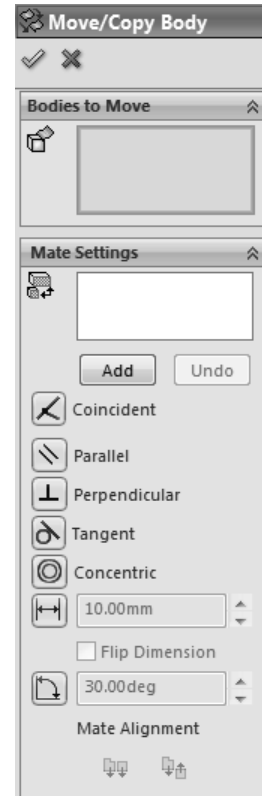 Move/Copy Body
Bodies to Move
Mate Settings
Add Undo
Coincident
Parallel
Perpendicular
Tangent
Concentric
10.00mm
Flip Dimension
30.00deg
Mate Alignment